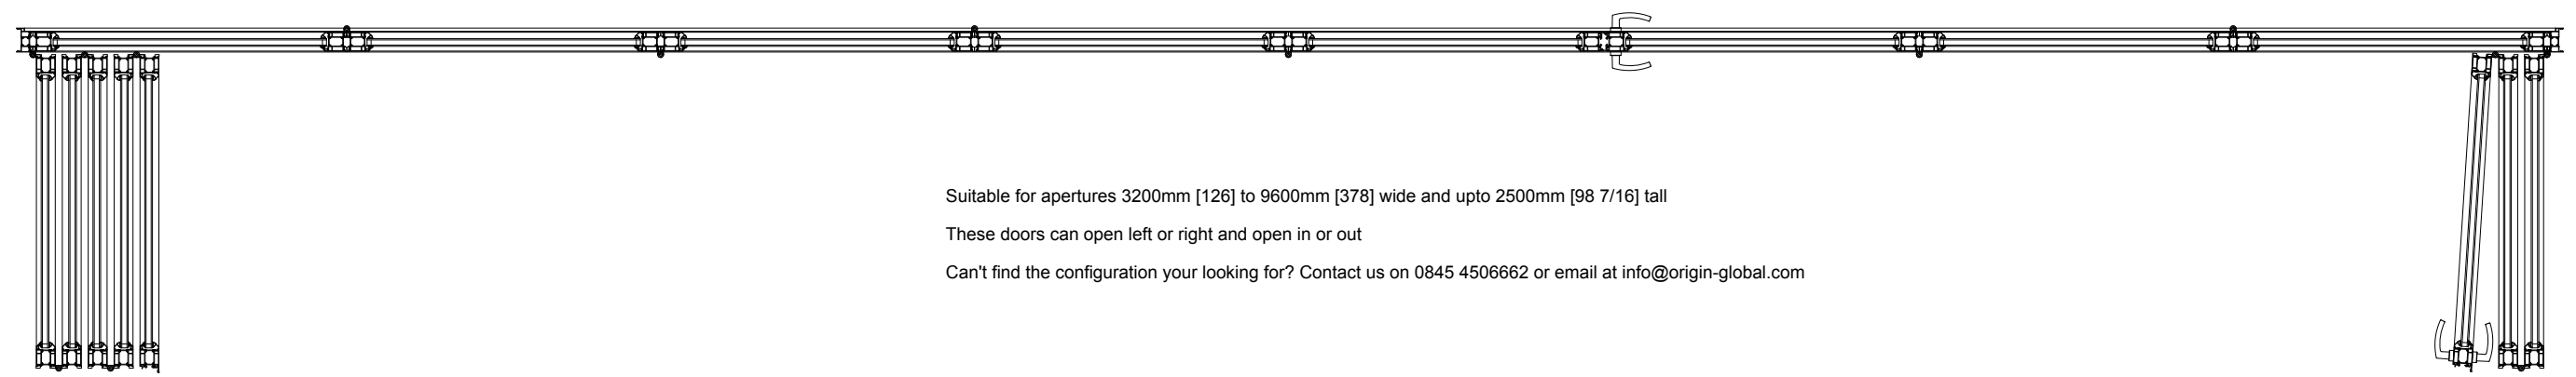 Suitable for apertures 3200mm [126] to 9600mm [378] wide and upto 2500mm [98 7/16] tall
These doors can open left or right and open in or out
Can't find the configuration your looking for? Contact us on 0845 4506662 or email at info@origin-global.com